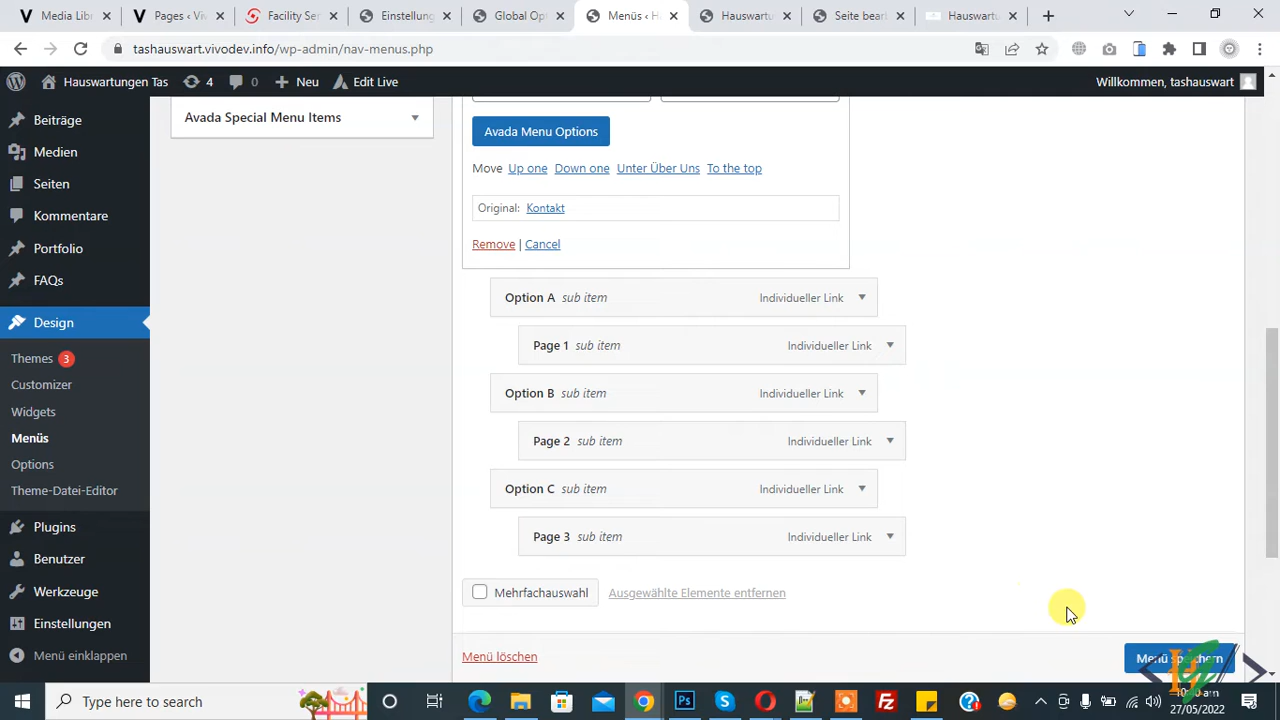 Media Libr
Pages ‹ Viv
Facility Ser
Einstellung
Global Opt
Menüs ‹ H
Hauswartu
Seite bear
Hauswartu
tashauswart.vivodev.info/wp-admin/nav-menus.php
Hauswartungen Tas 4 0 Neu Edit Live Willkommen, tashauswart
Beiträge
Medien
Seiten
Kommentare
Portfolio
FAQs
Design
Themes 3
Customizer
Widgets
Menüs
Options
Theme-Datei-Editor
Plugins
Benutzer
Werkzeuge
Einstellungen
Menü einklappen
Avada Special Menu Items
Avada Menu Options
Move Up one Down one Unter Über Uns To the top
Original: Kontakt
Remove | Cancel
Option A sub item Individueller Link
Page 1 sub item Individueller Link
Option B sub item Individueller Link
Page 2 sub item Individueller Link
Option C sub item Individueller Link
Page 3 sub item Individueller Link
Mehrfachauswahl Ausgewählte Elemente entfernen
Menü löschen
Menü speichern
Type here to search
27/05/2022